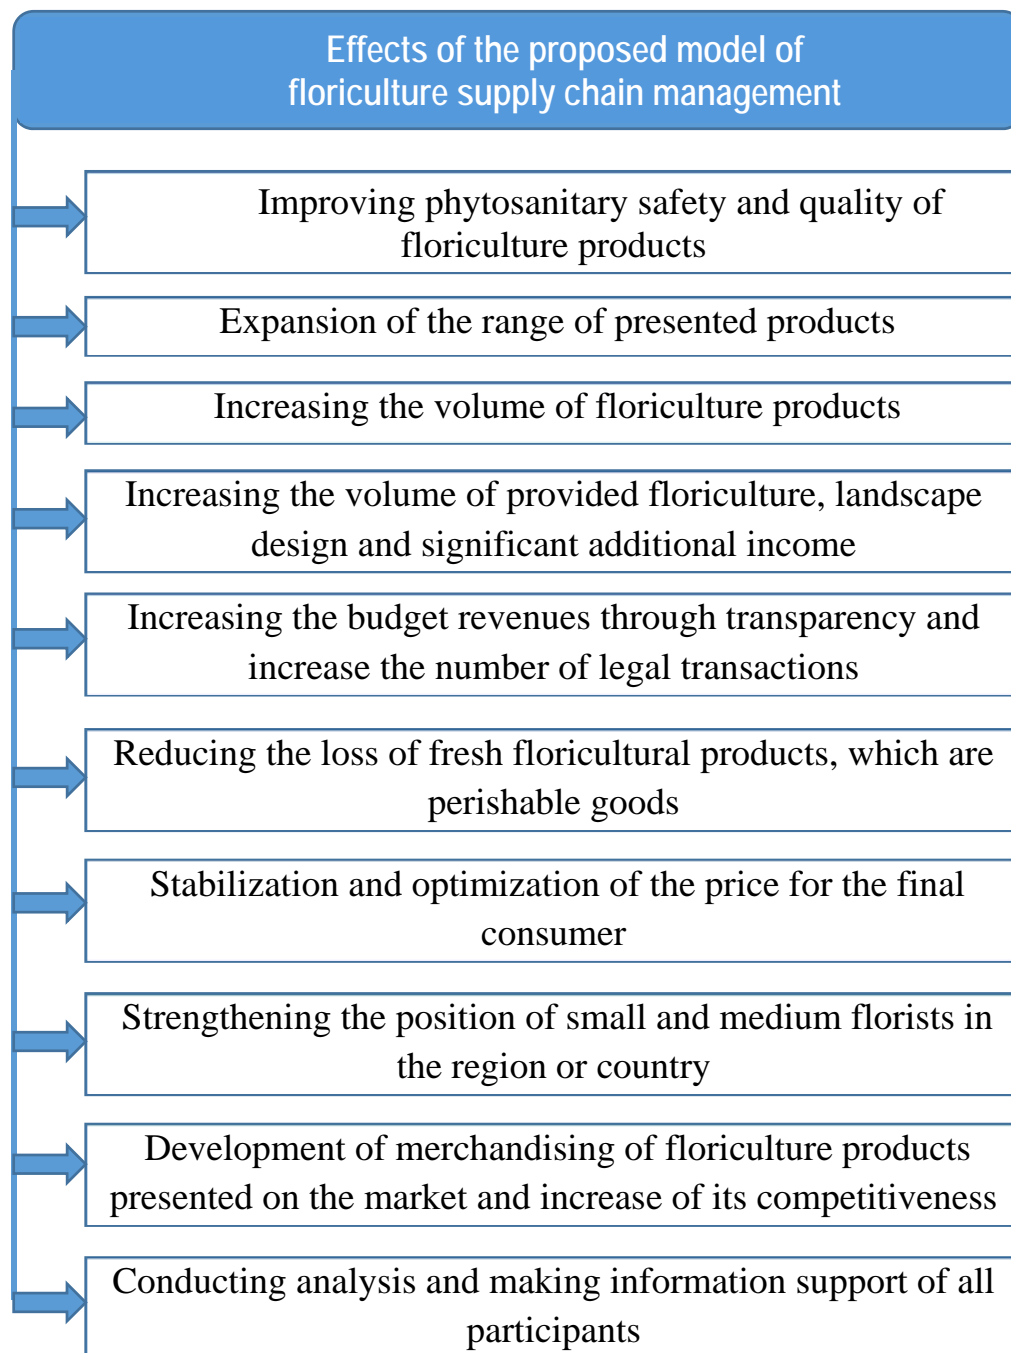 Effects of the proposed model of
floriculture supply chain management
Improving phytosanitary safety and quality of
floriculture products
Expansion of the range of presented products
Increasing the volume of floriculture products
Increasing the volume of provided floriculture, landscape
design and significant additional income
Increasing the budget revenues through transparency and
increase the number of legal transactions
Reducing the loss of fresh floricultural products, which are
perishable goods
Stabilization and optimization of the price for the final
consumer
Strengthening the position of small and medium florists in
the region or country
Development of merchandising of floriculture products
presented on the market and increase of its competitiveness
Conducting analysis and making information support of all
participants